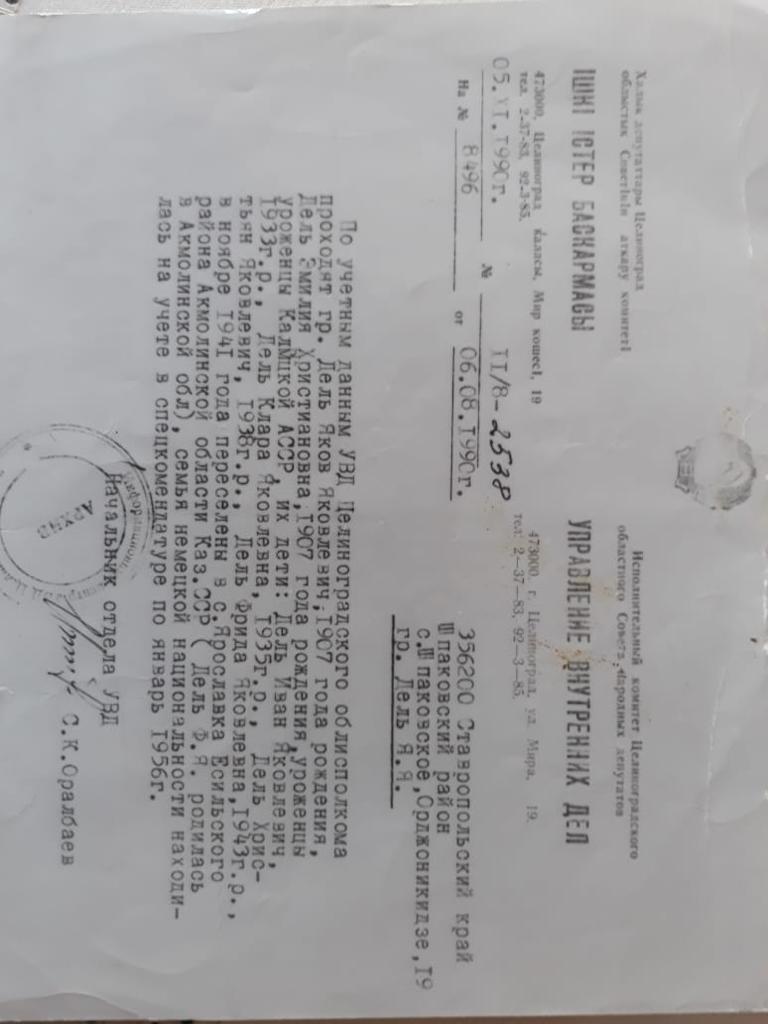 Халық депутаттары Целиноград
облыстық Советінің атқару комитеті
ІШКІ ІСТЕР БАСҚАРМАСЫ
473000, Целиноград қаласы, Мир көшесі, 19
тел. 2-37-83, 92-3-85,
Исполнительный комитет Целиноградского
областного Совета народных депутатов
УПРАВЛЕНИЕ ВНУТРЕННИХ ДЕЛ
473000 г. Целиноград, ул. Мира, 19.
тел: 2—37—83, 92—3—85,
05.XI.1990г. № II/8-2538
На № 8496 от 06.08.1990г.
356200 Ставропольский край
Шпаковский район
с.Шпаковское,Орджоникидзе,19
гр. Дель Я.Я.
По учетным данным УВД Целиноградского облисполкома
проходят гр. Дель Яков Яковлевич,1907 года рождения,
Дель Эмилия Христиановна,1907 года рождения,уроженцы
уроженцы Калмцкой АССР, их дети: Дель Иван Яковлевич,
1933г.р., Дель Клара Яковлевна, 1935г.р., Дель Хрис-
тьян Яковлевич, 1938г.р., Дель Фрида Яковлевна,1943г.р.,
в ноябре 1941 года переселены в с.Ярославка Есильского
района Акмолинской области Каз.ССР ( Дель Ф.Я. родилась
в Акмолинской обл), семья немецкой национальности находи-
лась на учете в спецкомендатуре по январь 1956г.
Начальник отдела УВД
С.К.Оралбаев
АРХИВ